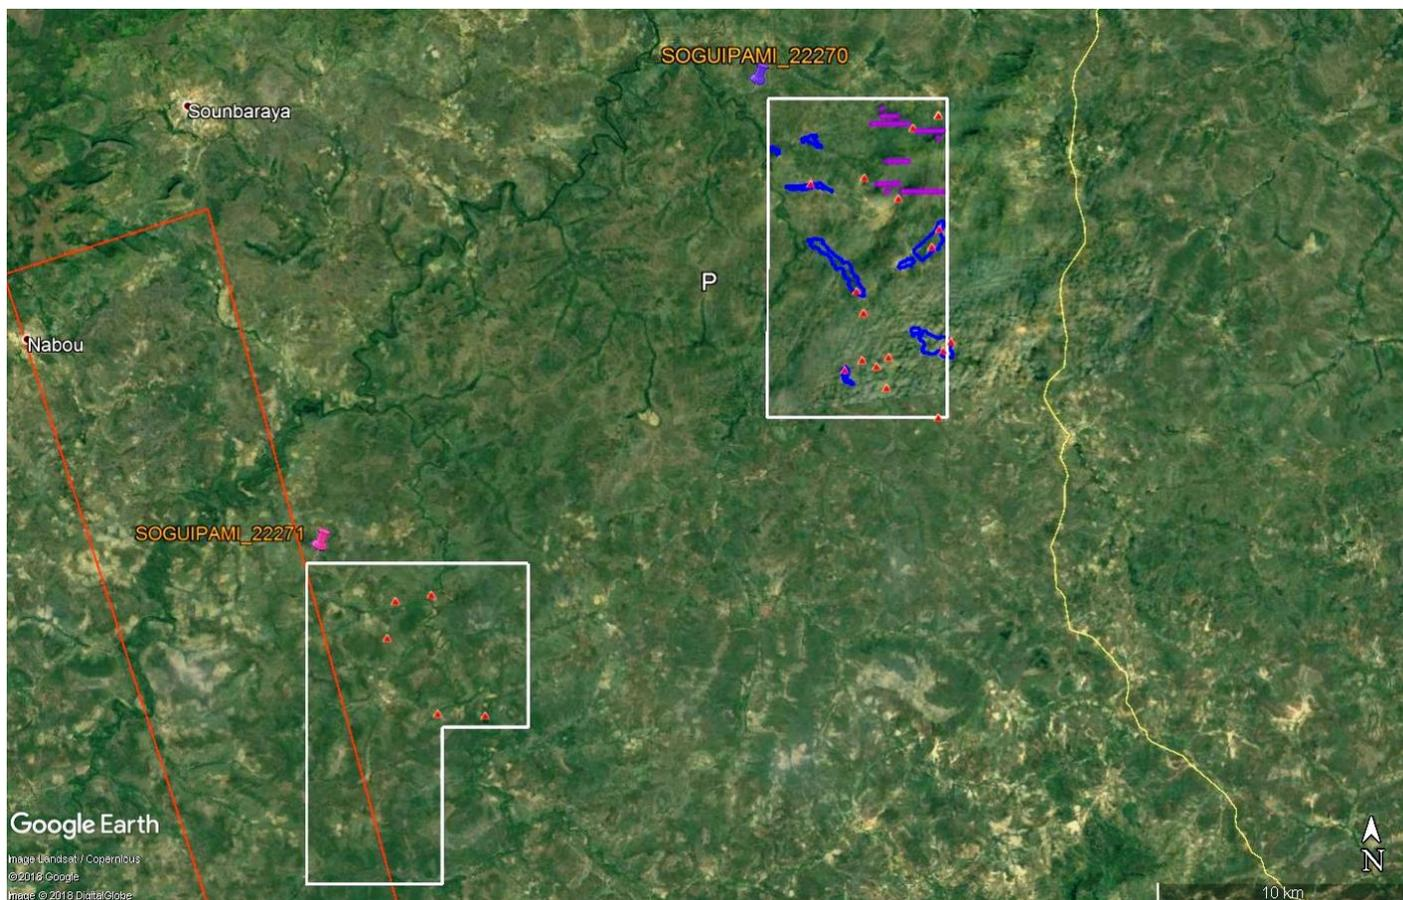 SOGUIPAMI_22270
Sounbaraya
P
Nabou
SOGUIPAMI_22271
Google Earth
Image Landsat / Copernicus
© 2018 Google
Image © 2018 DigitalGlobe
N
10 km